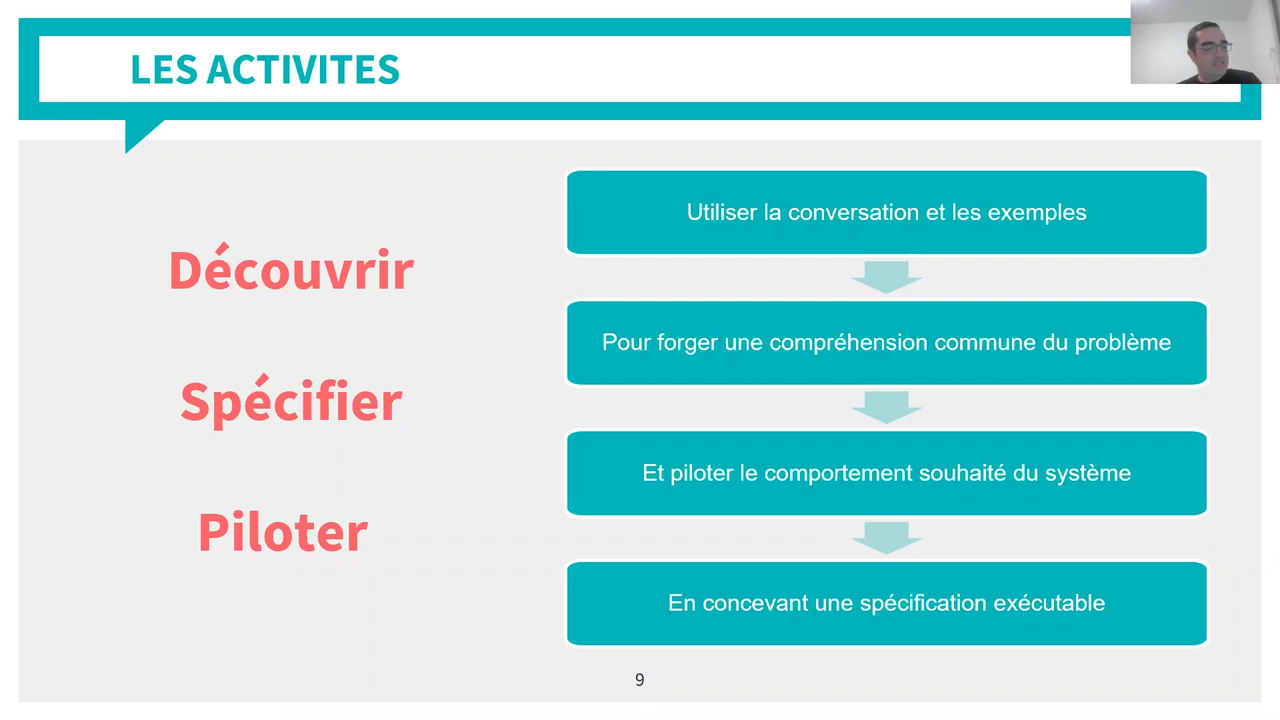 LES ACTIVITES
Découvrir
Spécifier
Piloter
Utiliser la conversation et les exemples
Pour forger une compréhension commune du problème
Et piloter le comportement souhaité du système
En concevant une spécification exécutable
9